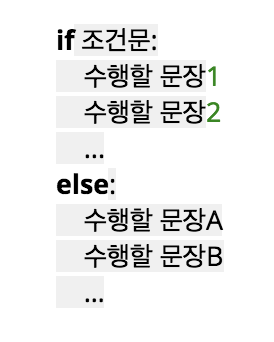 if 조건문:
    수행할 문장1
    수행할 문장2
    ...
else:
    수행할 문장A
    수행할 문장B
    ...